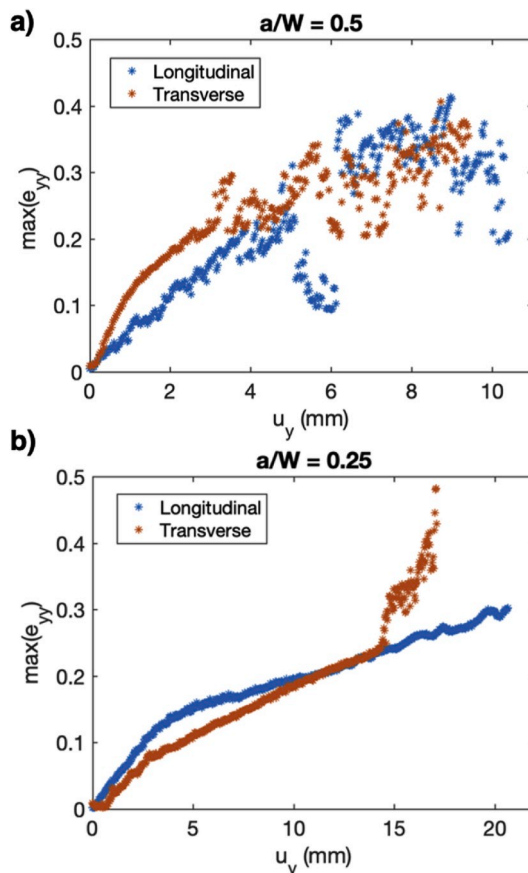 a)
a/W = 0.5
0.5
Longitudinal
Transverse
0.4
0.3
max(e_yy)
0.2
0.1
0
0 2 4 6 8 10
u_y (mm)
b)
a/W = 0.25
0.5
Longitudinal
Transverse
0.4
0.3
max(e_yy)
0.2
0.1
0
0 5 10 15 20
u_y (mm)